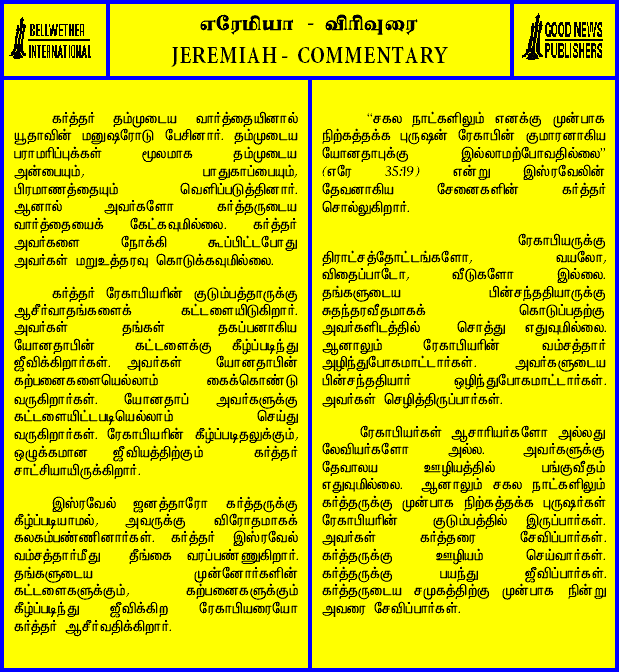 BELLWETHER
INTERNATIONAL
எரேமியா - விரிவுரை
JEREMIAH - COMMENTARY
GOOD NEWS
PUBLISHERS
கர்த்தர் தம்முடைய வார்த்தையினால்
யூதாவின் மனுஷரோடு பேசினார். தம்முடைய
பராமரிப்புக்கள் மூலமாக தம்முடைய
அன்பையும், பாதுகாப்பையும்,
பிரமாணத்தையும் வெளிப்படுத்தினார்.
ஆனால் அவர்களோ கர்த்தருடைய
வார்த்தையைக் கேட்கவுமில்லை. கர்த்தர்
அவர்களை நோக்கி கூப்பிட்டபோது
அவர்கள் மறுஉத்தரவு கொடுக்கவுமில்லை.
கர்த்தர் ரேகாபியரின் குடும்பத்தாருக்கு
ஆசீர்வாதங்களைக் கட்டளையிடுகிறார்.
அவர்கள் தங்கள் தகப்பனாகிய
யோனதாபின் கட்டளைக்கு கீழ்ப்படிந்து
ஜீவிக்கிறார்கள். அவர்கள் யோனதாபின்
கற்பனைகளையெல்லாம் கைக்கொண்டு
வருகிறார்கள். யோனதாப் அவர்களுக்கு
கட்டளையிட்டபடியெல்லாம் செய்து
வருகிறார்கள். ரேகாபியரின் கீழ்ப்படிதலுக்கும்,
ஒழுக்கமான ஜீவியத்திற்கும் கர்த்தர்
சாட்சியாயிருக்கிறார்.
இஸ்ரவேல் ஜனத்தாரோ கர்த்தருக்கு
கீழ்ப்படியாமல், அவருக்கு விரோதமாகக்
கலகம்பண்ணினார்கள். கர்த்தர் இஸ்ரவேல்
வம்சத்தார்மீது தீங்கை வரப்பண்ணுகிறார்.
தங்களுடைய முன்னோர்களின்
கட்டளைகளுக்கும், கற்பனைகளுக்கும்
கீழ்ப்படிந்து ஜீவிக்கிற ரேகாபியரையோ
கர்த்தர் ஆசீர்வதிக்கிறார்.
“சகல நாட்களிலும் எனக்கு முன்பாக
நிற்கத்தக்க புருஷன் ரேகாபின் குமாரனாகிய
யோனதாபுக்கு இல்லாமற்போவதில்லை”
(எரே 35:19) என்று இஸ்ரவேலின்
தேவனாகிய சேனைகளின் கர்த்தர்
சொல்லுகிறார்.
ரேகாபியருக்கு
திராட்சத்தோட்டங்களோ, வயலோ,
விதைப்பாடோ, வீடுகளோ இல்லை.
தங்களுடைய பின்சந்ததியாருக்கு
சுதந்தரவீதமாகக் கொடுப்பதற்கு
அவர்களிடத்தில் சொத்து எதுவுமில்லை.
ஆனாலும் ரேகாபியரின் வம்சத்தார்
அழிந்துபோகமாட்டார்கள். அவர்களுடைய
பின்சந்ததியார் ஒழிந்துபோகமாட்டார்கள்.
அவர்கள் செழித்திருப்பார்கள்.
ரேகாபியர்கள் ஆசாரியர்களோ அல்லது
லேவியர்களோ அல்ல. அவர்களுக்கு
தேவாலய ஊழியத்தில் பங்குவீதம்
எதுவுமில்லை. ஆனாலும் சகல நாட்களிலும்
கர்த்தருக்கு முன்பாக நிற்கத்தக்க புருஷர்கள்
ரேகாபியரின் குடும்பத்தில் இருப்பார்கள்.
அவர்கள் கர்த்தரை சேவிப்பார்கள்.
கர்த்தருக்கு ஊழியம் செய்வார்கள்.
கர்த்தருக்கு பயந்து ஜீவிப்பார்கள்.
கர்த்தருடைய சமுகத்திற்கு முன்பாக நின்று
அவரை சேவிப்பார்கள்.